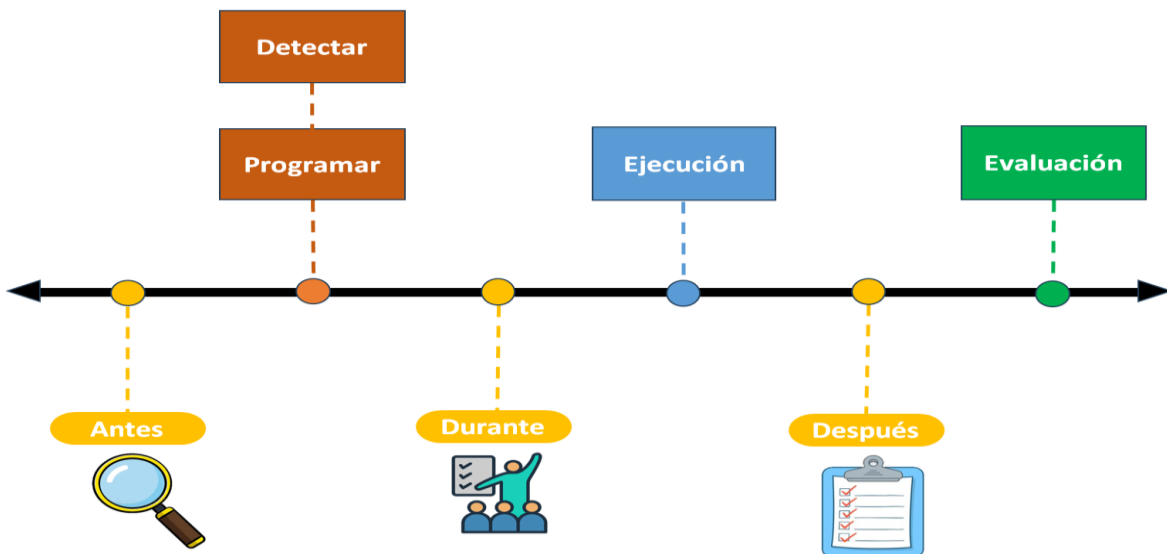 Detectar
Programar
Ejecución
Evaluación
Antes
Durante
Después